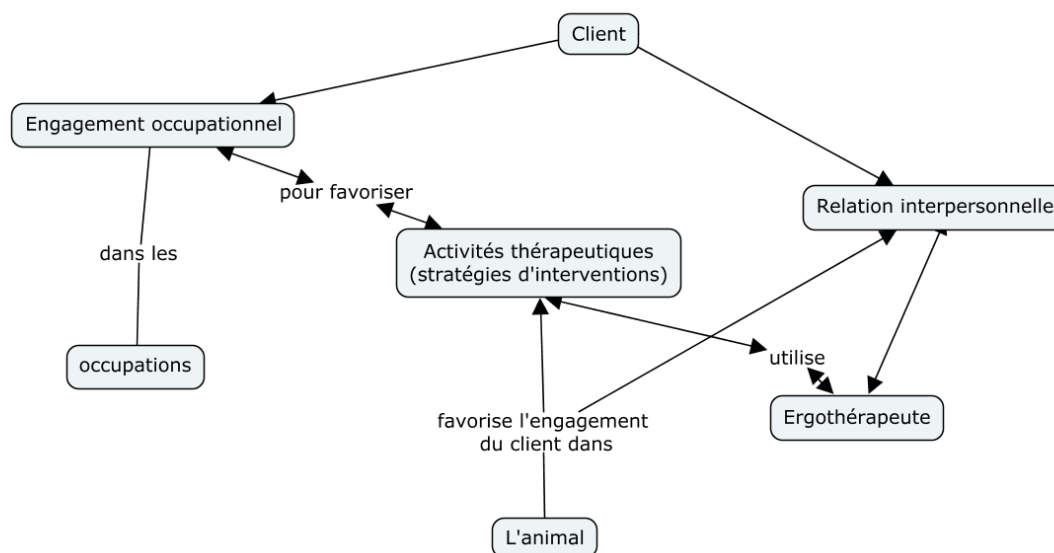 Client
Engagement occupationnel
pour favoriser
Relation interpersonnelle
dans les
Activités thérapeutiques
(stratégies d'interventions)
occupations
utilise
favorise l'engagement
du client dans
Ergothérapeute
L'animal